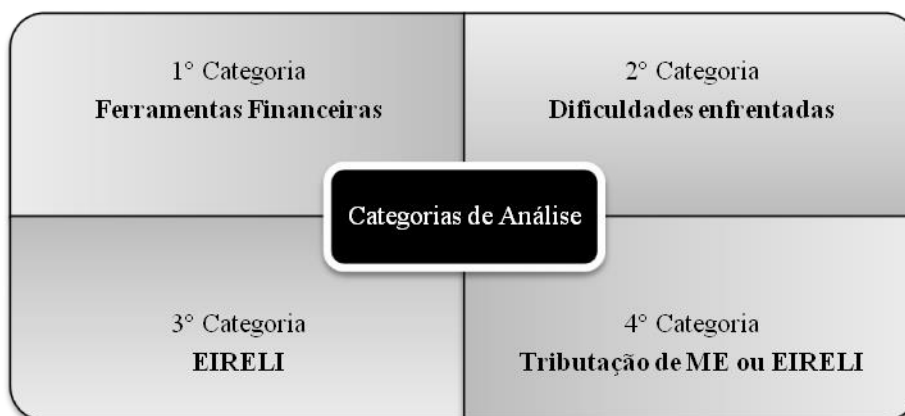 1° Categoria
Ferramentas Financeiras
2° Categoria
Dificuldades enfrentadas
Categorias de Análise
3° Categoria
EIRELI
4° Categoria
Tributação de ME ou EIRELI